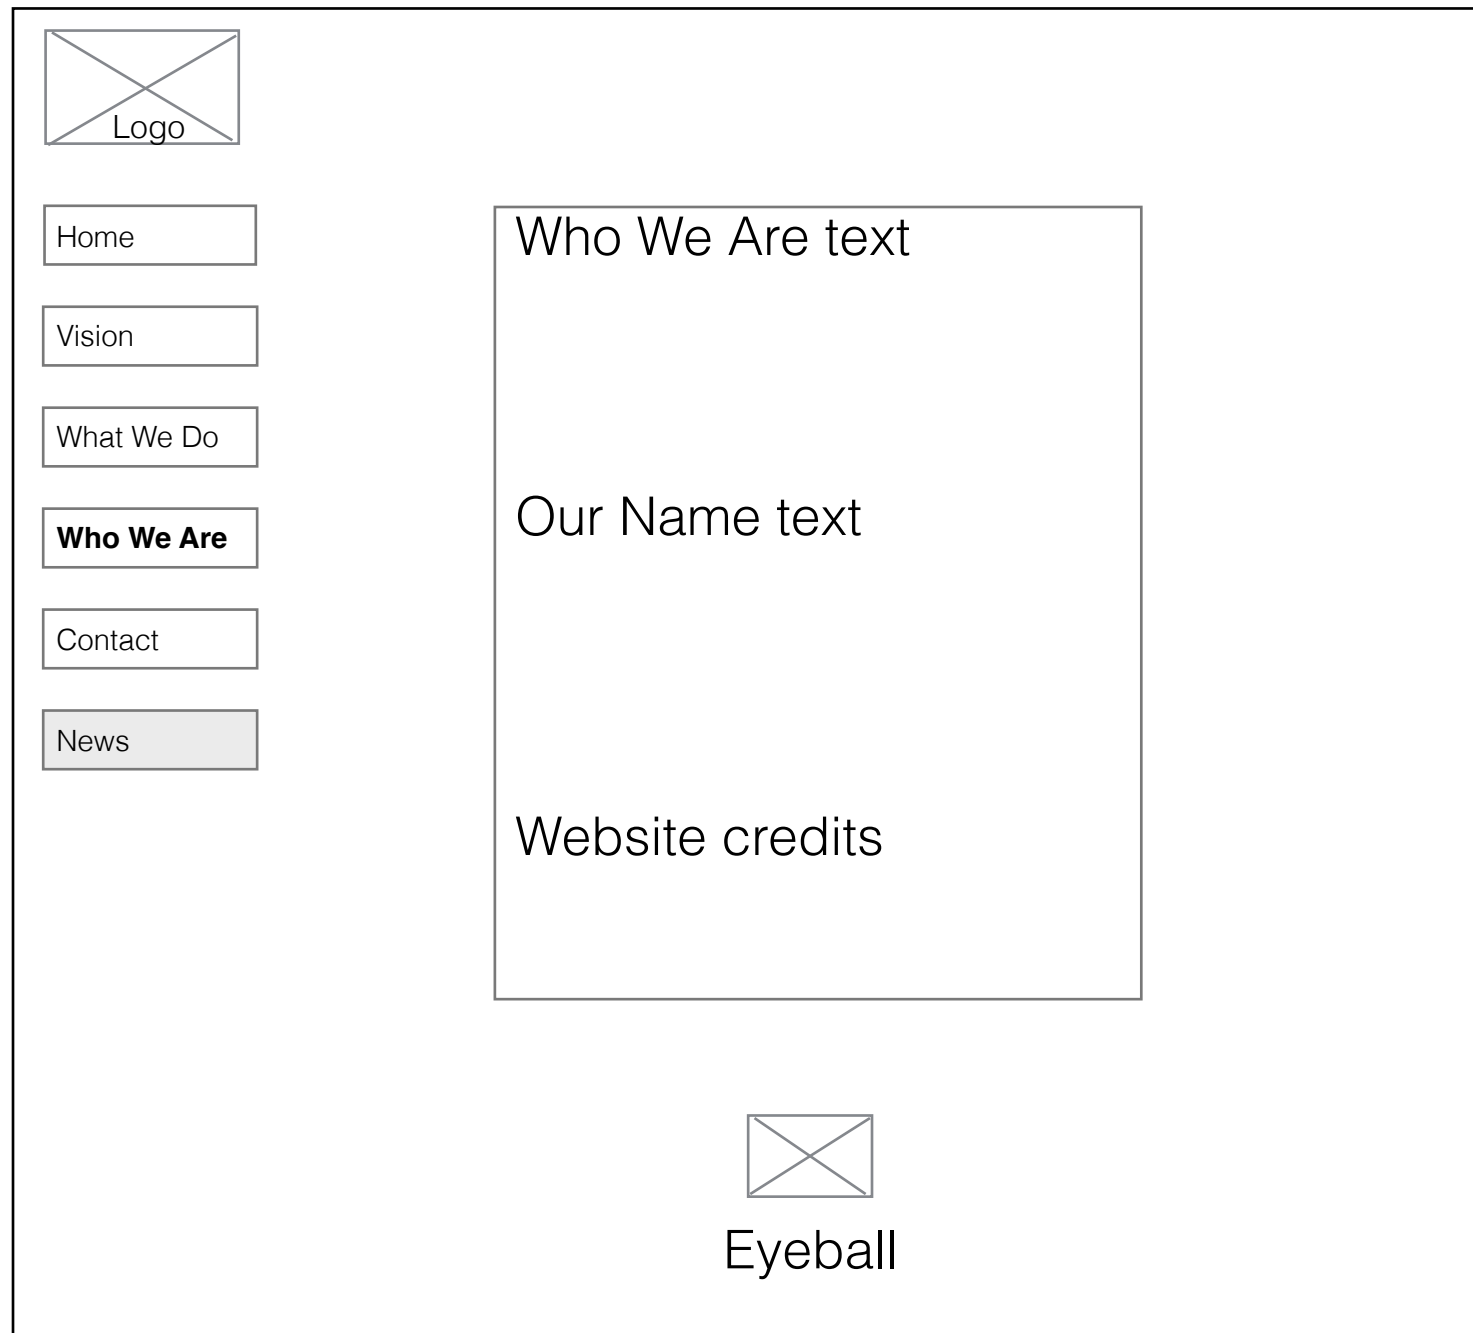 Logo
Home
Vision
What We Do
Who We Are
Contact
News
Who We Are text
Our Name text
Website credits
Eyeball